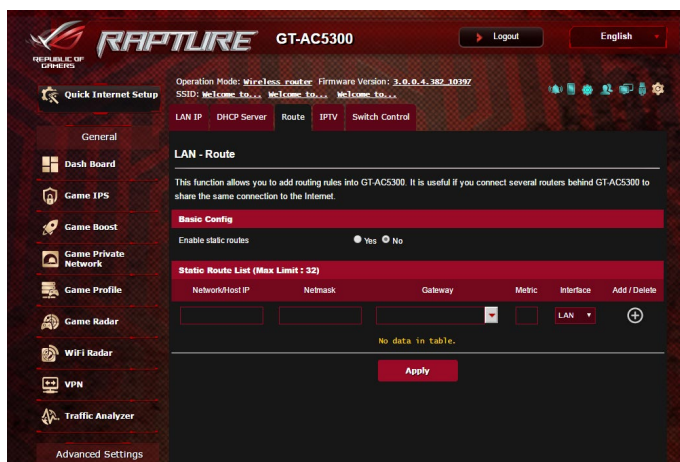 REPUBLIC OF
GAMERS
RAPTURE
GT-AC5300
Logout
English
Quick Internet Setup
Operation Mode: Wireless router Firmware Version: 3.0.0.4.382_10397
SSID: Welcome to... Welcome to... Welcome to...
LAN IP DHCP Server Route IPTV Switch Control
General
Dash Board
Game IPS
Game Boost
Game Private
Network
Game Profile
Game Radar
WiFi Radar
VPN
Traffic Analyzer
Advanced Settings
LAN - Route
This function allows you to add routing rules into GT-AC5300. It is useful if you connect several routers behind GT-AC5300 to
share the same connection to the Internet.
Basic Config
Enable static routes Yes No
Static Route List (Max Limit : 32)
Network/Host IP Netmask Gateway Metric Interface Add / Delete
LAN
No data in table.
Apply